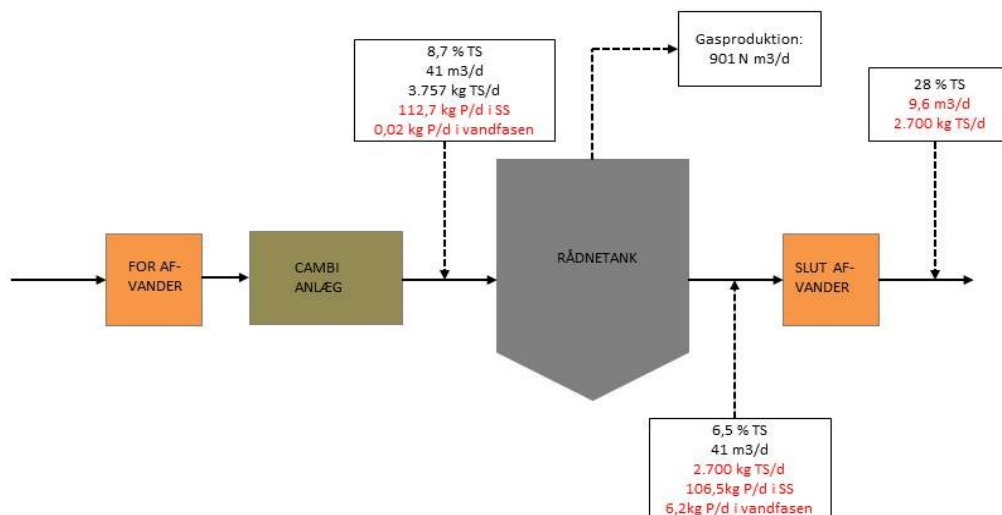 8,7 % TS
41 m3/d
3.757 kg TS/d
112,7 kg P/d i SS
0,02 kg P/d i vandfasen
Gasproduktion:
901 N m3/d
28 % TS
9,6 m3/d
2.700 kg TS/d
FOR AF-
VANDER
CAMBI
ANLÆG
RÅDNETANK
SLUT AF-
VANDER
6,5 % TS
41 m3/d
2.700 kg TS/d
106,5kg P/d i SS
6,2kg P/d i vandfasen